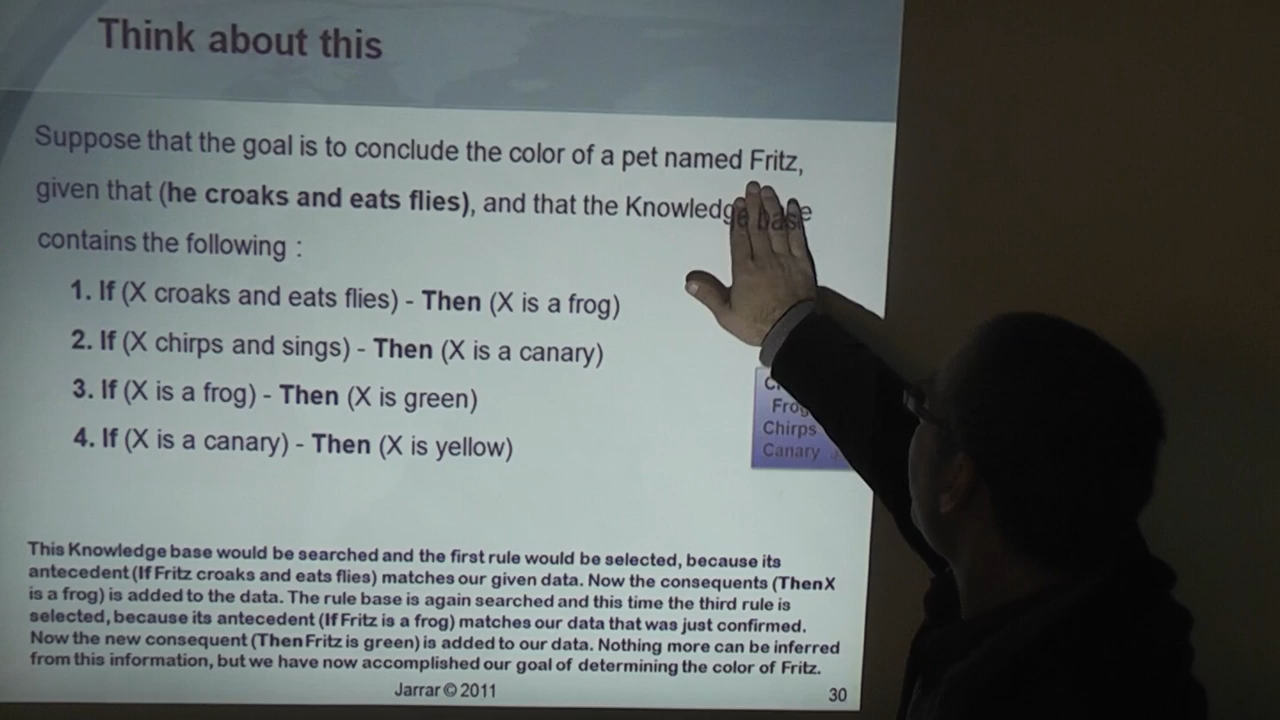 Think about this
Suppose that the goal is to conclude the color of a pet named Fritz,
given that (he croaks and eats flies), and that the Knowledge base
contains the following :
1. If (X croaks and eats flies) - Then (X is a frog)
2. If (X chirps and sings) - Then (X is a canary)
3. If (X is a frog) - Then (X is green)
4. If (X is a canary) - Then (X is yellow)
Chirps
Canary
This Knowledge base would be searched and the first rule would be selected, because its
antecedent (If Fritz croaks and eats flies) matches our given data. Now the consequents (Then X
is a frog) is added to the data. The rule base is again searched and this time the third rule is
selected, because its antecedent (If Fritz is a frog) matches our data that was just confirmed.
Now the new consequent (Then Fritz is green) is added to our data. Nothing more can be inferred
from this information, but we have now accomplished our goal of determining the color of Fritz.
Jarrar © 2011
30